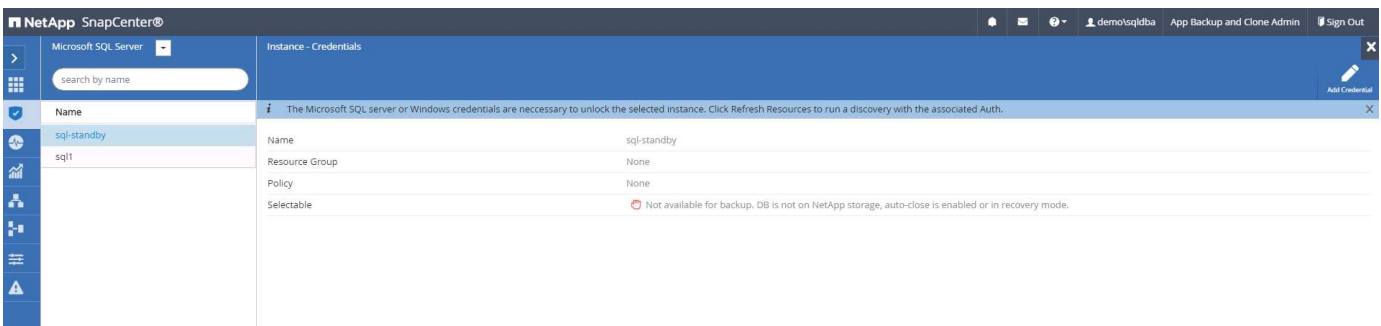 NetApp SnapCenter®
demo\sqldba App Backup and Clone Admin Sign Out
Microsoft SQL Server
search by name
Name
sql-standby
sql1
Instance - Credentials
Add Credential
i The Microsoft SQL server or Windows credentials are neccessary to unlock the selected instance. Click Refresh Resources to run a discovery with the associated Auth.
Name sql-standby
Resource Group None
Policy None
Selectable Not available for backup. DB is not on NetApp storage, auto-close is enabled or in recovery mode.